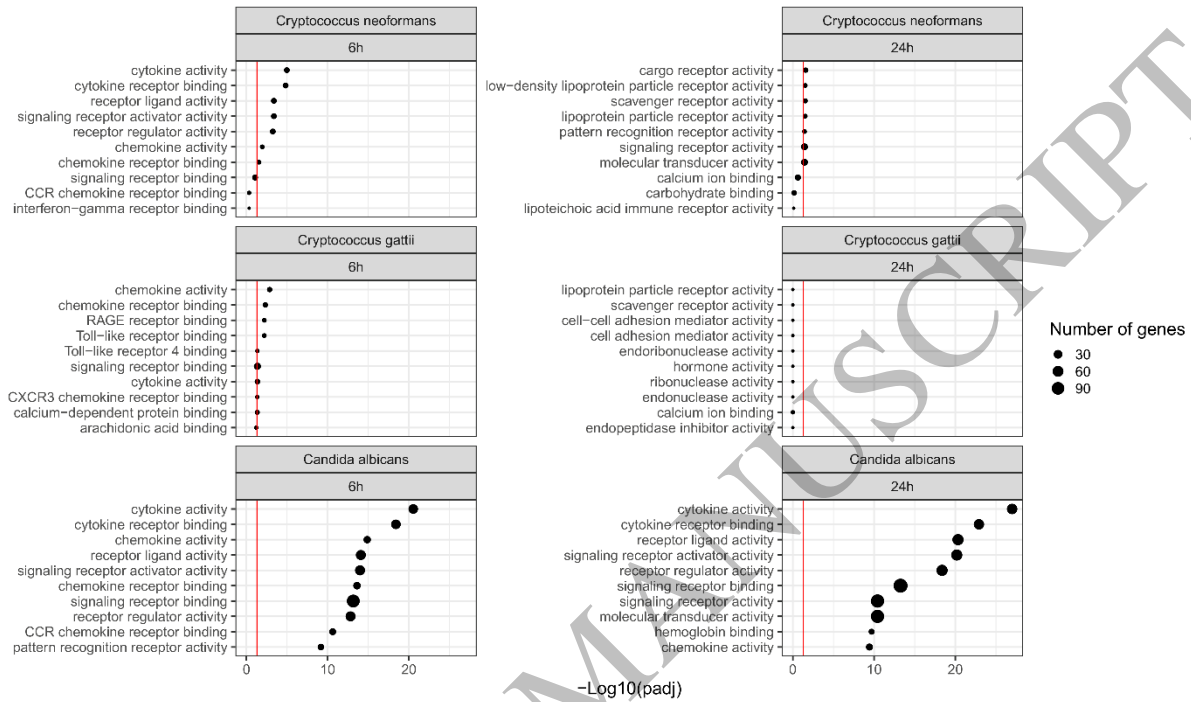 Cryptococcus neoformans
6h
cytokine activity
cytokine receptor binding
receptor ligand activity
signaling receptor activator activity
receptor regulator activity
chemokine activity
chemokine receptor binding
signaling receptor binding
CCR chemokine receptor binding
interferon−gamma receptor binding
Cryptococcus neoformans
24h
cargo receptor activity
low−density lipoprotein particle receptor activity
scavenger receptor activity
lipoprotein particle receptor activity
pattern recognition receptor activity
signaling receptor activity
molecular transducer activity
calcium ion binding
carbohydrate binding
lipoteichoic acid immune receptor activity
Cryptococcus gattii
6h
chemokine activity
chemokine receptor binding
RAGE receptor binding
Toll−like receptor binding
Toll−like receptor 4 binding
signaling receptor binding
cytokine activity
CXCR3 chemokine receptor binding
calcium−dependent protein binding
arachidonic acid binding
Cryptococcus gattii
24h
lipoprotein particle receptor activity
scavenger receptor activity
cell−cell adhesion mediator activity
cell adhesion mediator activity
endoribonuclease activity
hormone activity
ribonuclease activity
endonuclease activity
calcium ion binding
endopeptidase inhibitor activity
Candida albicans
6h
cytokine activity
cytokine receptor binding
chemokine activity
receptor ligand activity
signaling receptor activator activity
chemokine receptor binding
signaling receptor binding
receptor regulator activity
CCR chemokine receptor binding
pattern recognition receptor activity
0 10 20
Candida albicans
24h
cytokine activity
cytokine receptor binding
receptor ligand activity
signaling receptor activator activity
receptor regulator activity
signaling receptor binding
signaling receptor activity
molecular transducer activity
hemoglobin binding
chemokine activity
0 10 20
−Log10(padj)
Number of genes
30
60
90
MANUSCRIPT